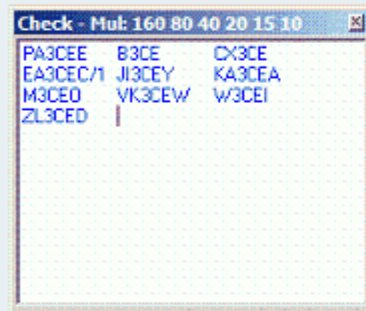 Check - Mul: 160 80 40 20 15 10
PA3CEE B3CE CX3CE
EA3CEC/1 JI3CEY KA3CEA
M3CEO VK3CEW W3CEI
ZL3CED